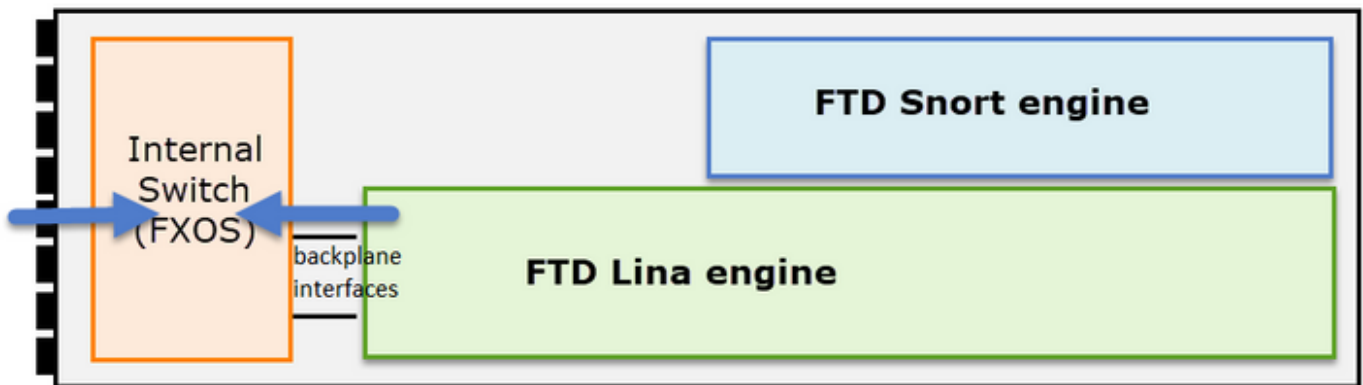 Internal
Switch
(FXOS)
backplane
interfaces
FTD Snort engine
FTD Lina engine